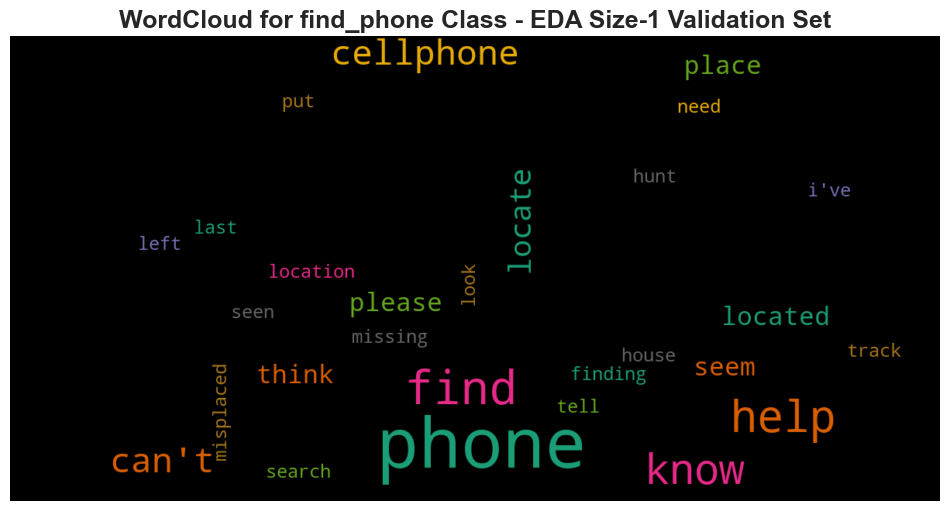 WordCloud for find_phone Class - EDA Size-1 Validation Set
cellphone
place
put
need
locate
hunt
i've
last
left
location
look
seen
please
located
missing
house
track
think
misplaced
find
finding
seem
tell
help
phone
can't
search
know